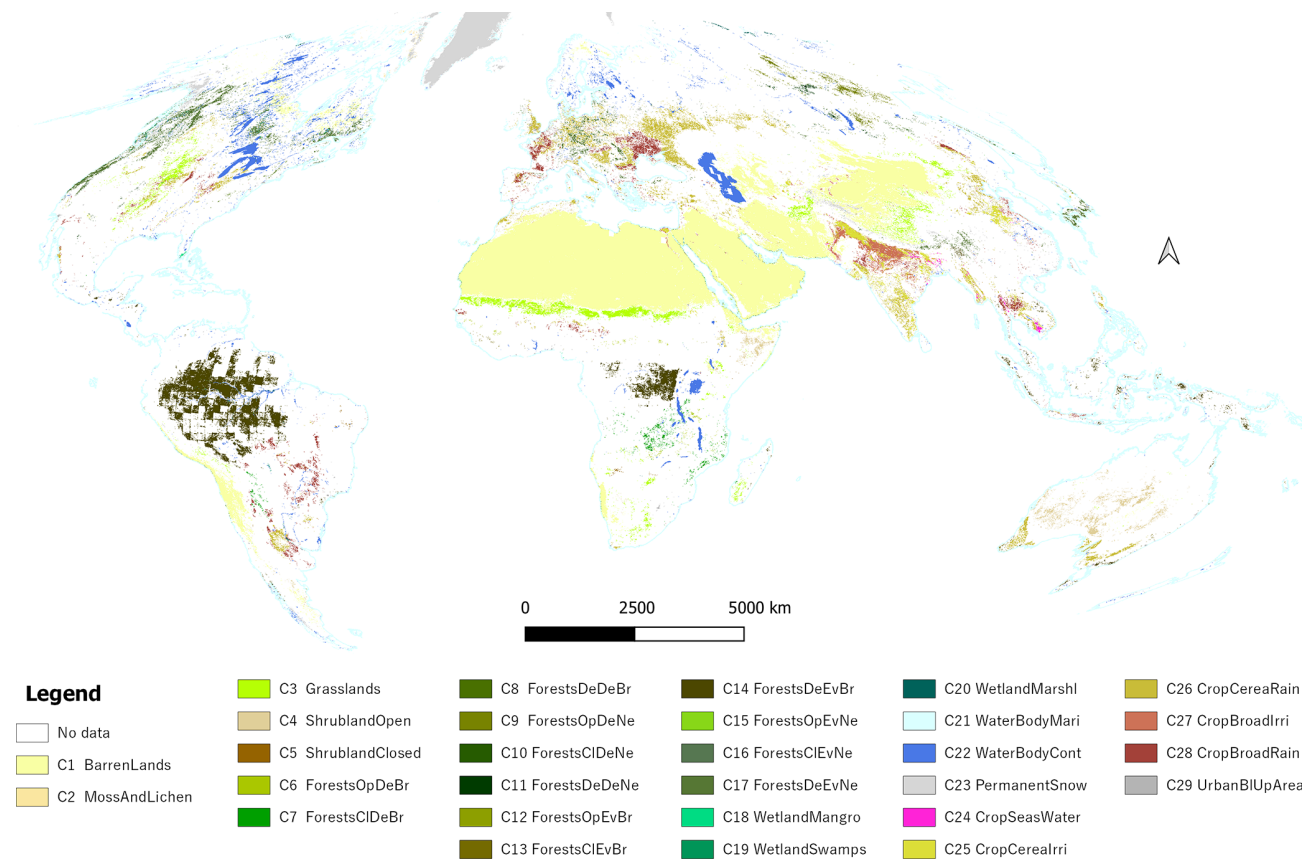 0 2500 5000 km
Legend
No data
C1 BarrenLands
C2 MossAndLichen
C3 Grasslands
C4 ShrublandOpen
C5 ShrublandClosed
C6 ForestsOpDeBr
C7 ForestsClDeBr
C8 ForestsDeDeBr
C9 ForestsOpDeNe
C10 ForestsClDeNe
C11 ForestsDeDeNe
C12 ForestsOpEvBr
C13 ForestsClEvBr
C14 ForestsDeEvBr
C15 ForestsOpEvNe
C16 ForestsClEvNe
C17 ForestsDeEvNe
C18 WetlandMangro
C19 WetlandSwamps
C20 WetlandMarshl
C21 WaterBodyMari
C22 WaterBodyCont
C23 PermanentSnow
C24 CropSeasWater
C25 CropCereaIrri
C26 CropCereaRain
C27 CropBroadIrri
C28 CropBroadRain
C29 UrbanBlUpArea